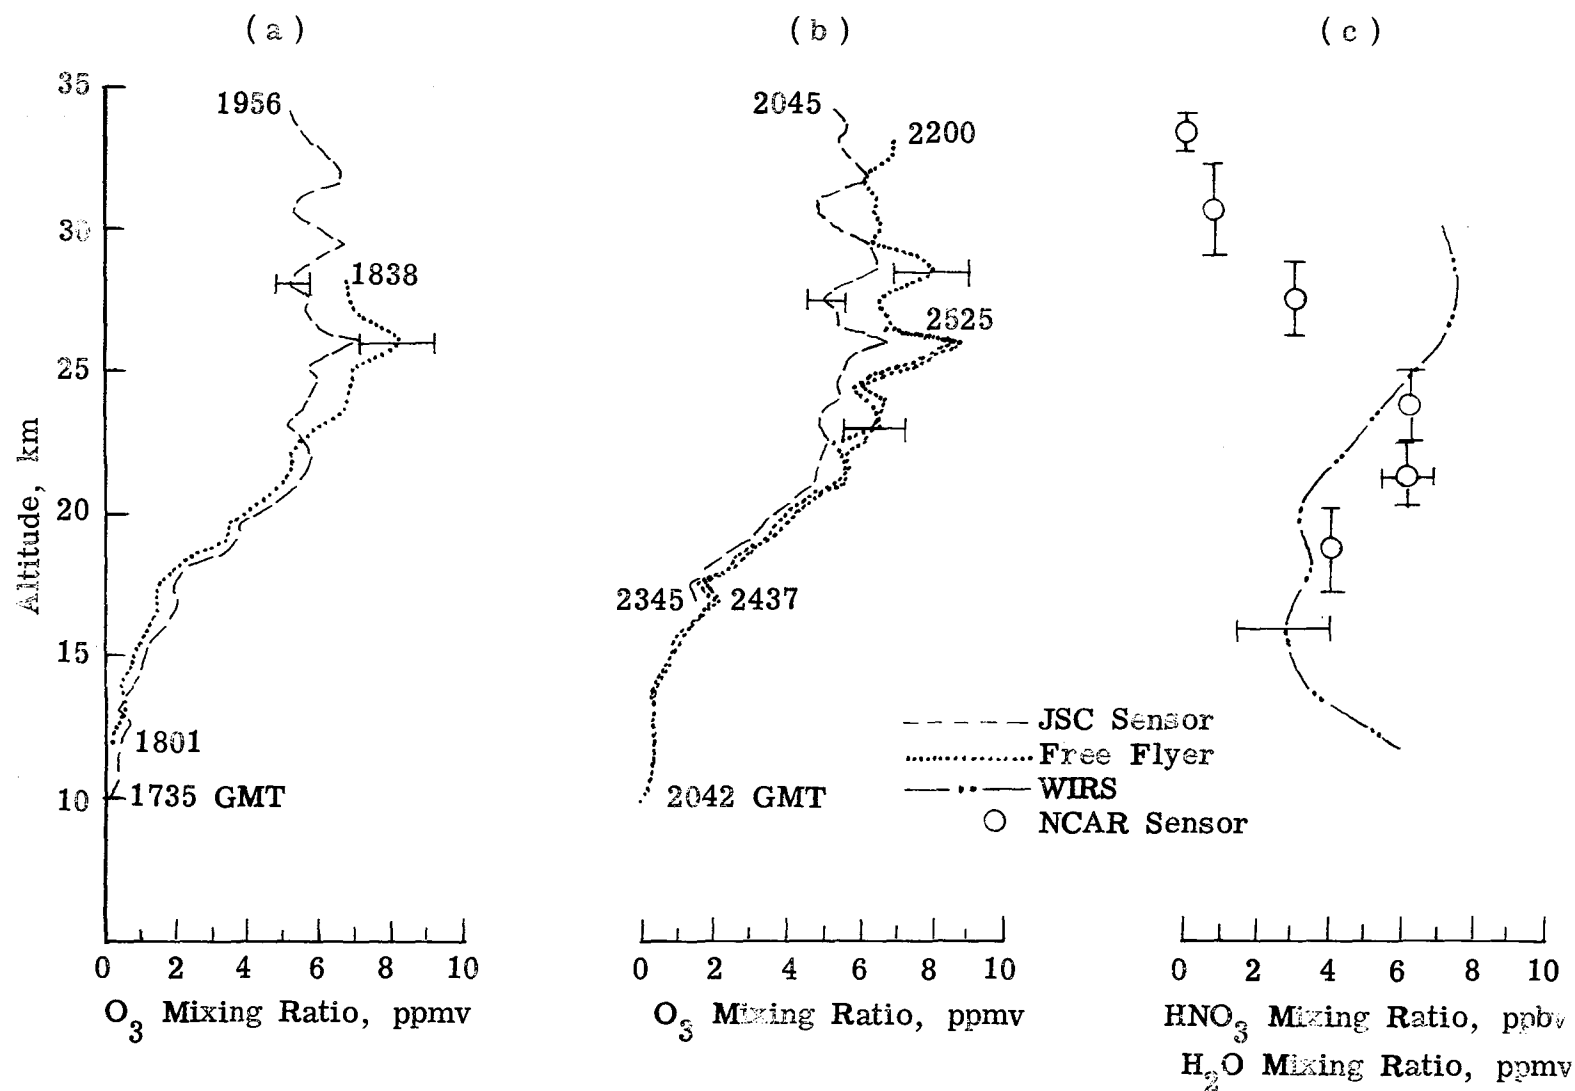 (a)
(b)
(c)
35
30
25
20
15
10
Altitude, km
1956
1838
1801
1735 GMT
0 2 4 6 8 10
O3 Mixing Ratio, ppmv
2045
2200
2525
2345
2437
2042 GMT
0 2 4 6 8 10
O3 Mixing Ratio, ppmv
JSC Sensor
Free Flyer
WIRS
NCAR Sensor
0 2 4 6 8 10
HNO3 Mixing Ratio, ppbv
H2O Mixing Ratio, ppmv